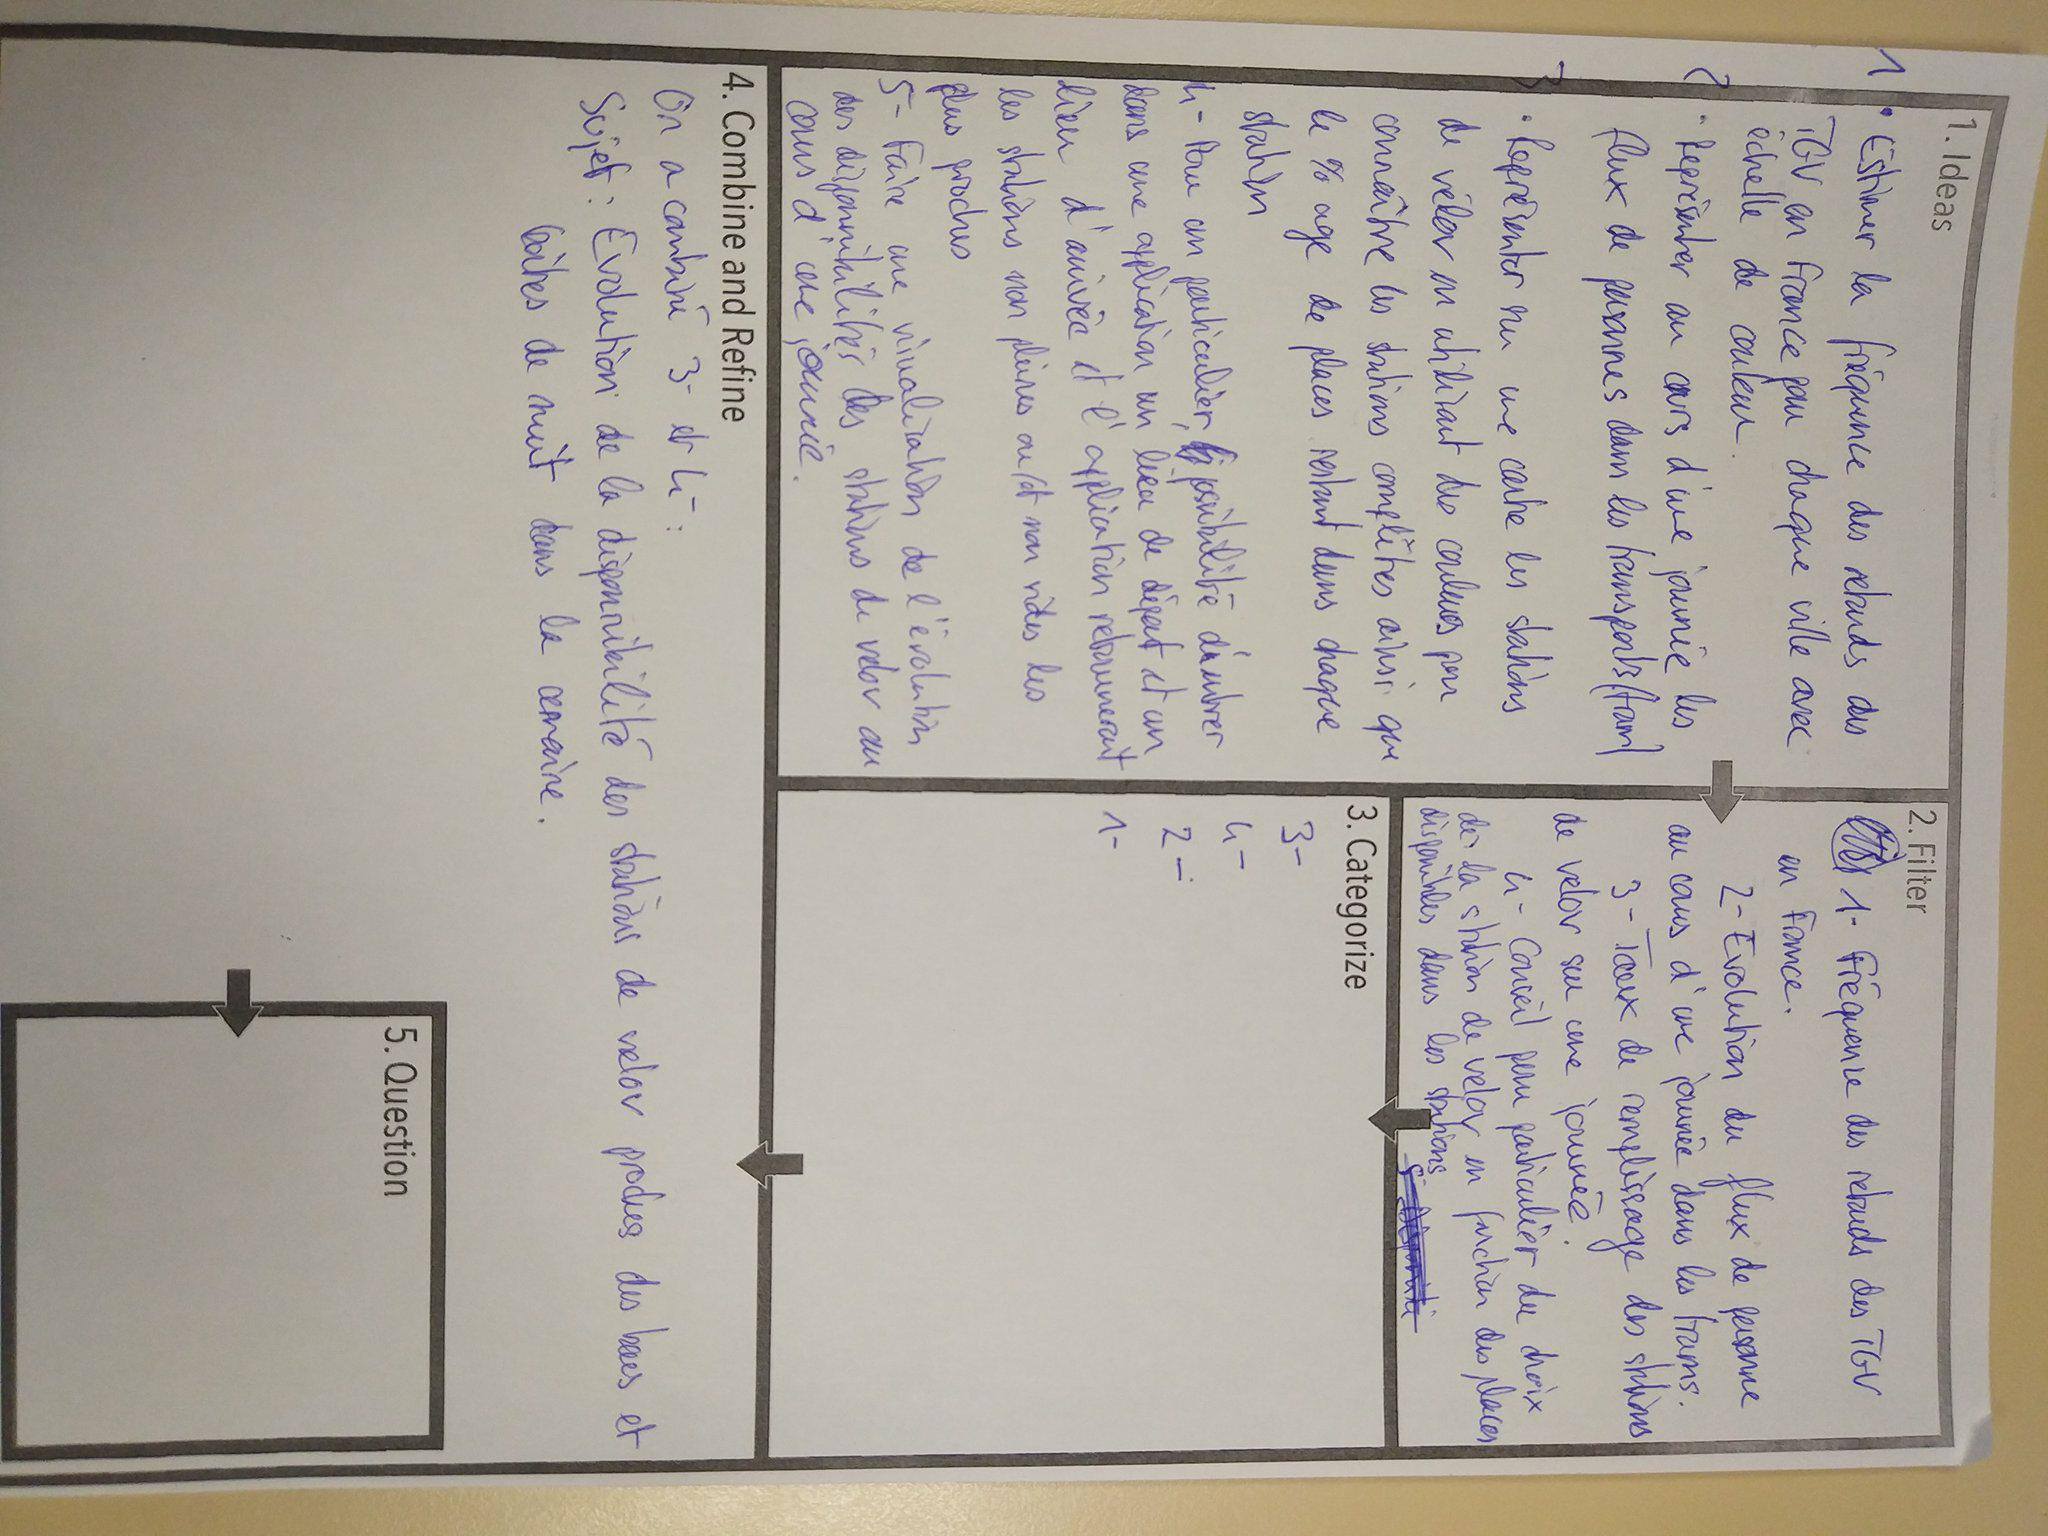 1. Ideas
1 • Estimer la fréquence des retards des
TGV en France pour chaque ville avec
échelle de couleur.
2 • Représenter au cours d'une journée les
flux de personnes dans les transports (tram)
3 • Représenter sur une carte les stations
de vélov en utilisant des couleurs pour
connaître les stations complètes ainsi que
le % age de places restant dans chaque
station
4- Pour un particulier, possibilité d'entrer
dans une application un lieu de départ et un
lieu d'arrivée et l'application retournerait
les stations non pleines ou/et non vides les
plus proches
5- Faire une visualisation de l'évolution
des disponibilités des stations de velov au
cours d'une journée.
2. Filter
1- Fréquence des retards des TGV
en France.
2- Evolution du flux de personne
au cours d'une journée dans les trams.
3- Taux de remplissage des stations
de velov sur une journée.
4- Conseil pour particulier du choix
de la station de velov en fonction des places
disponibles dans les stations
3. Categorize
3-
4-
2-
1-
4. Combine and Refine
On a combiné 3- et 4- :
Sujet : Evolution de la disponibilité des stations de velov proches des bars et
boîtes de nuit dans la semaine.
5. Question